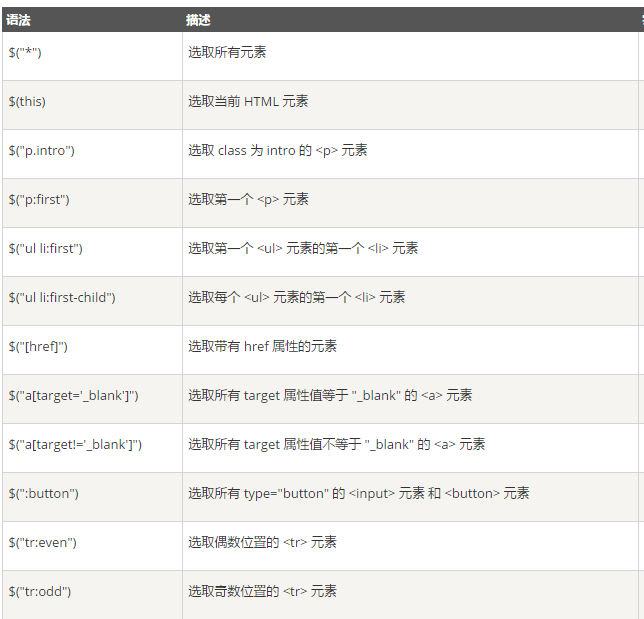 语法 描述
$("*") 选取所有元素
$(this) 选取当前 HTML 元素
$("p.intro") 选取 class 为 intro 的 <p> 元素
$("p:first") 选取第一个 <p> 元素
$("ul li:first") 选取第一个 <ul> 元素的第一个 <li> 元素
$("ul li:first-child") 选取每个 <ul> 元素的第一个 <li> 元素
$("[href]") 选取带有 href 属性的元素
$("a[target='_blank']") 选取所有 target 属性值等于 "_blank" 的 <a> 元素
$("a[target!='_blank']") 选取所有 target 属性值不等于 "_blank" 的 <a> 元素
$(":button") 选取所有 type="button" 的 <input> 元素 和 <button> 元素
$("tr:even") 选取偶数位置的 <tr> 元素
$("tr:odd") 选取奇数位置的 <tr> 元素